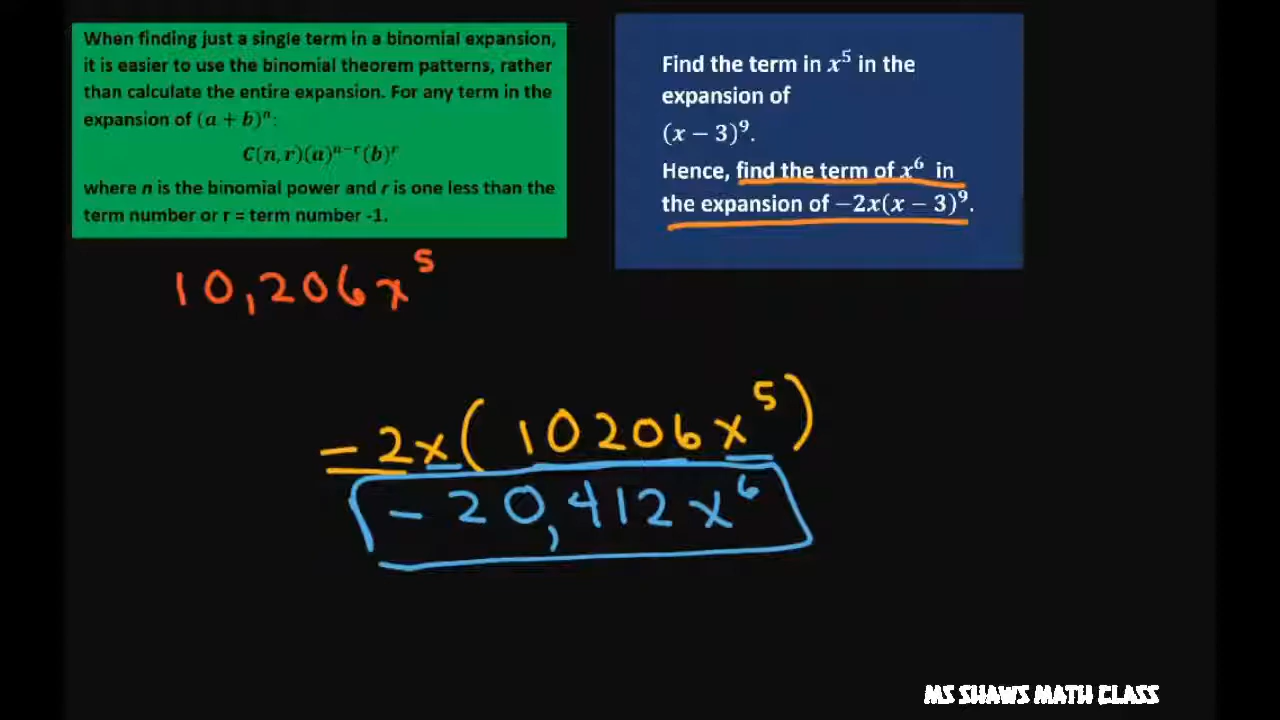 When finding just a single term in a binomial expansion,
it is easier to use the binomial theorem patterns, rather
than calculate the entire expansion. For any term in the
expansion of (a + b)ⁿ:
C(n, r)(a)ⁿ⁻ʳ(b)ʳ
where n is the binomial power and r is one less than the
term number or r = term number -1.
Find the term in x⁵ in the
expansion of
(x − 3)⁹.
Hence, find the term of x⁶ in
the expansion of −2x(x − 3)⁹.
10,206x⁵
−2x(10206x⁵)
−20,412x⁶
MS SHAWS MATH CLASS